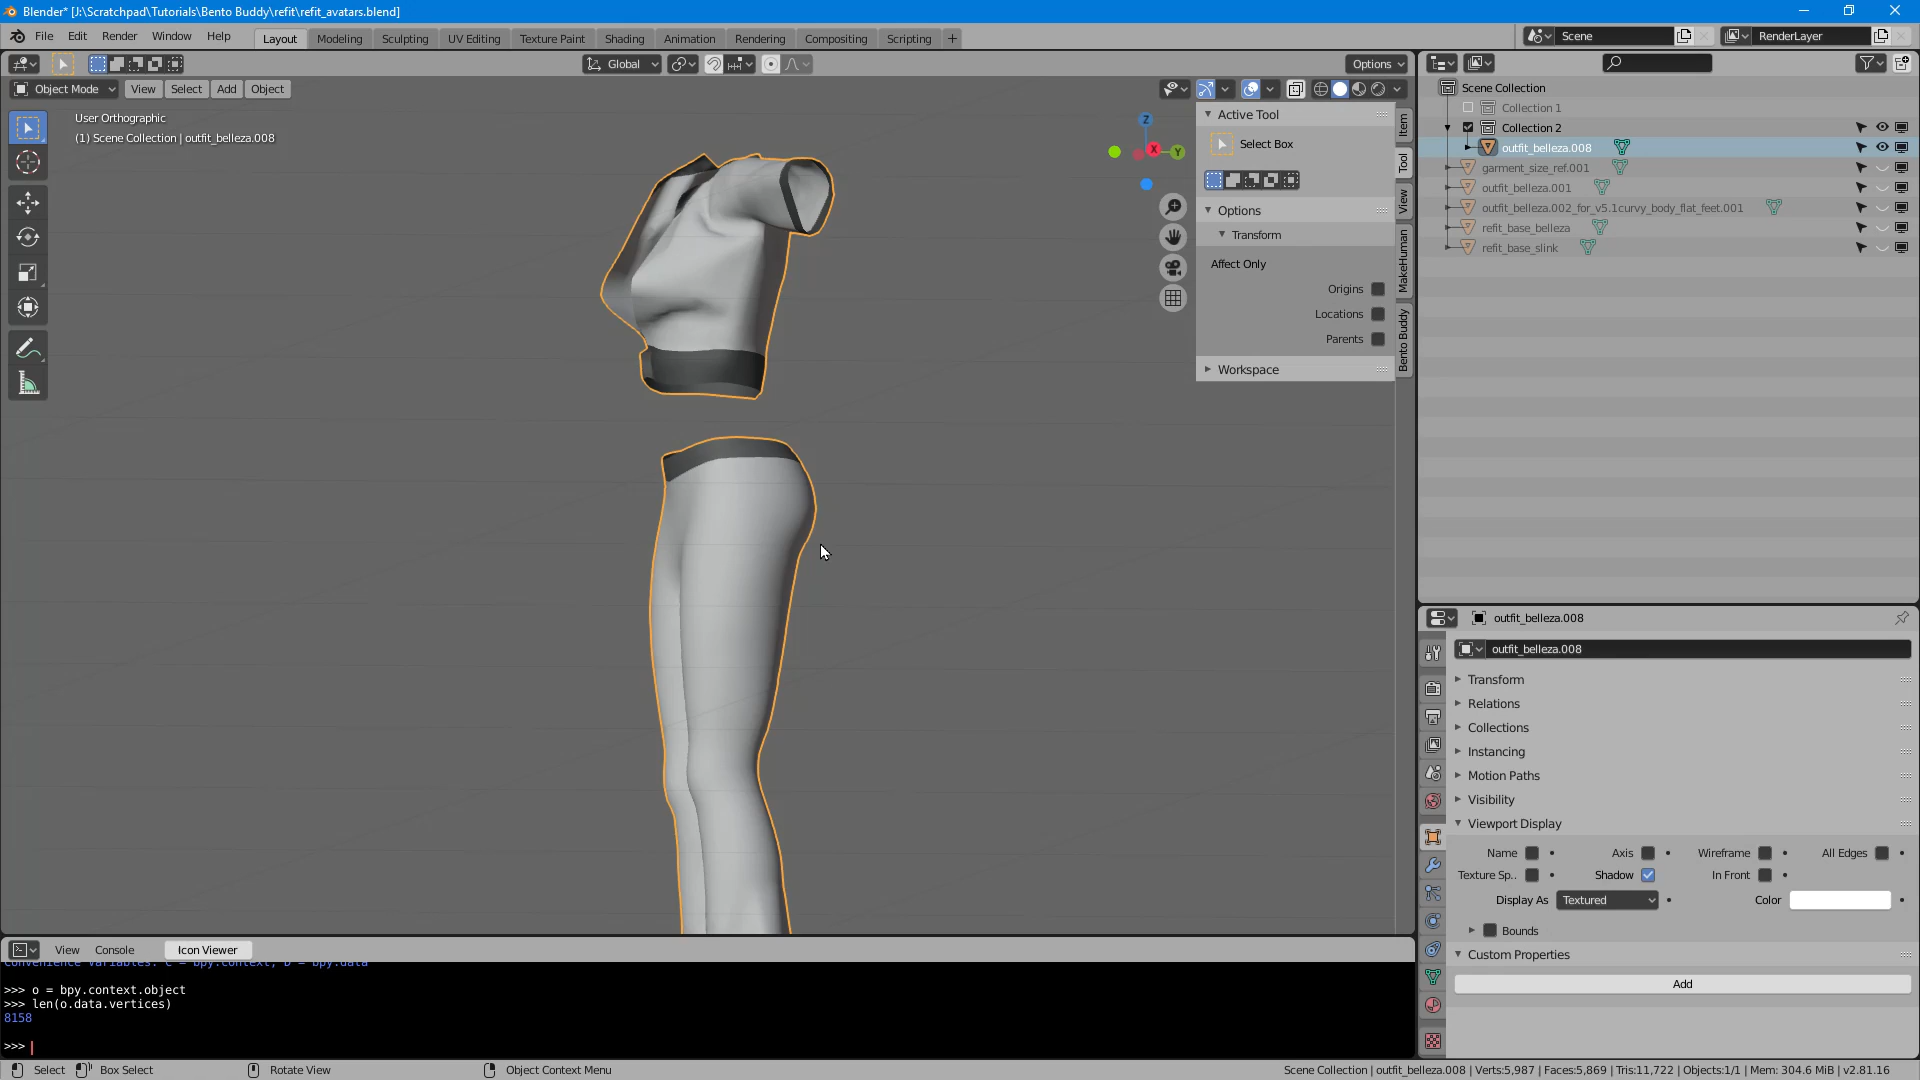 Blender* [J:\Scratchpad\Tutorials\Bento Buddy\refit\refit_avatars.blend]
File Edit Render Window Help Layout Modeling Sculpting UV Editing Texture Paint Shading Animation Rendering Compositing Scripting + Scene RenderLayer
Global Options
Object Mode View Select Add Object
User Orthographic
(1) Scene Collection | outfit_belleza.008
Z
X
Y
Active Tool
Select Box
Options
Transform
Affect Only
Origins
Locations
Parents
Workspace
Item
Tool
View
MakeHuman
Bento Buddy
Scene Collection
Collection 1
Collection 2
outfit_belleza.008
garment_size_ref.001
outfit_belleza.001
outfit_belleza.002_for_v5.1curvy_body_flat_feet.001
refit_base_belleza
refit_base_slink
outfit_belleza.008
outfit_belleza.008
Transform
Relations
Collections
Instancing
Motion Paths
Visibility
Viewport Display
Name Axis Wireframe All Edges
Texture Sp.. Shadow In Front
Display As Textured Color
Bounds
Custom Properties
Add
View Console Icon Viewer
Convenience Variables: C = bpy.context, D = bpy.data
>>> o = bpy.context.object
>>> len(o.data.vertices)
8158
>>>
Select Box Select Rotate View Object Context Menu Scene Collection | outfit_belleza.008 | Verts:5,987 | Faces:5,869 | Tris:11,722 | Objects:1/1 | Mem: 304.6 MiB | v2.81.16